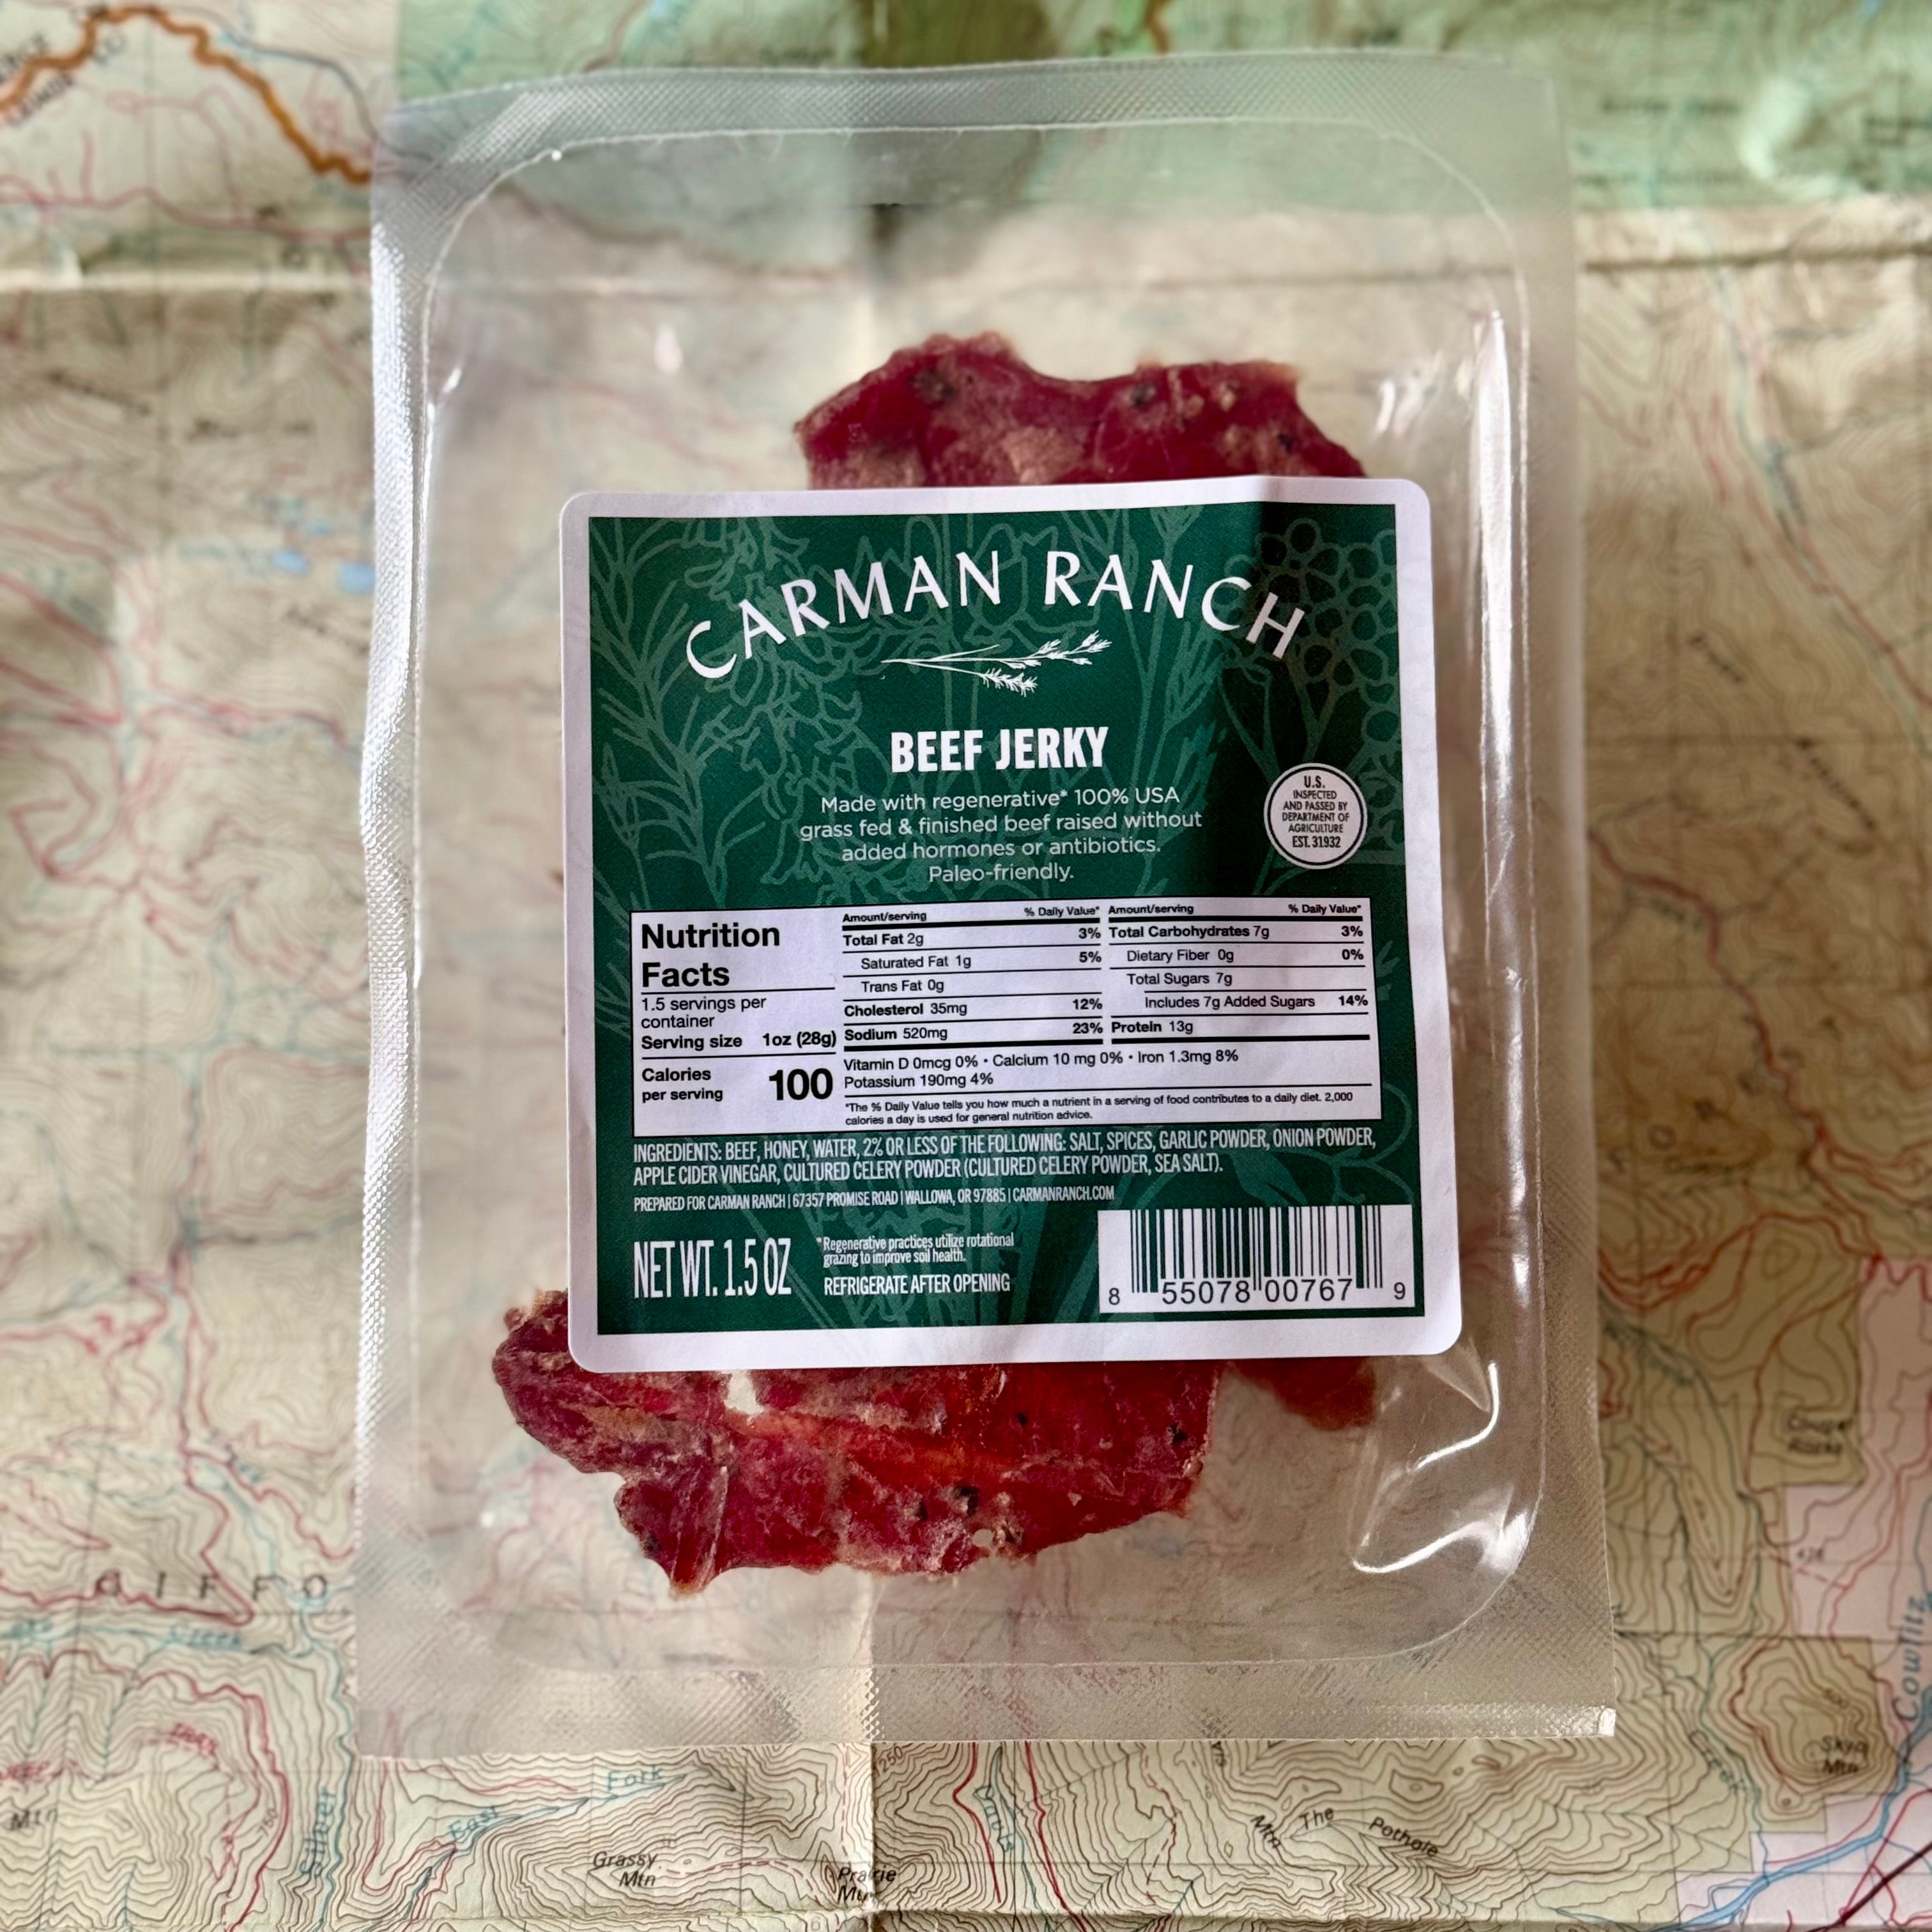 CARMAN RANCH
BEEF JERKY
Made with regenerative* 100% USA
grass fed & finished beef raised without
added hormones or antibiotics.
Paleo-friendly.
U.S.
INSPECTED
AND PASSED BY
DEPARTMENT OF
AGRICULTURE
EST. 31932
Nutrition
Facts
1.5 servings per
container
Serving size 1oz (28g)
Calories
per serving 100
Amount/serving % Daily Value*
Total Fat 2g 3%
Saturated Fat 1g 5%
Trans Fat 0g
Cholesterol 35mg 12%
Sodium 520mg 23%
Amount/serving % Daily Value*
Total Carbohydrates 7g 3%
Dietary Fiber 0g 0%
Total Sugars 7g
Includes 7g Added Sugars 14%
Protein 13g
Vitamin D 0mcg 0% • Calcium 10 mg 0% • Iron 1.3mg 8%
Potassium 190mg 4%
*The % Daily Value tells you how much a nutrient in a serving of food contributes to a daily diet. 2,000
calories a day is used for general nutrition advice.
INGREDIENTS: BEEF, HONEY, WATER, 2% OR LESS OF THE FOLLOWING: SALT, SPICES, GARLIC POWDER, ONION POWDER,
APPLE CIDER VINEGAR, CULTURED CELERY POWDER (CULTURED CELERY POWDER, SEA SALT).
PREPARED FOR CARMAN RANCH | 67357 PROMISE ROAD | WALLOWA, OR 97885 | CARMANRANCH.COM
NET WT. 1.5 OZ
*Regenerative practices utilize rotational
grazing to improve soil health.
REFRIGERATE AFTER OPENING
8 55078 00767 9
GIFFO
Creek
Silver
East Fork
Grassy
Mtn
Prairie
Mtn
Mtn
The
Pothole
Creek
Cowlitz
Mtn